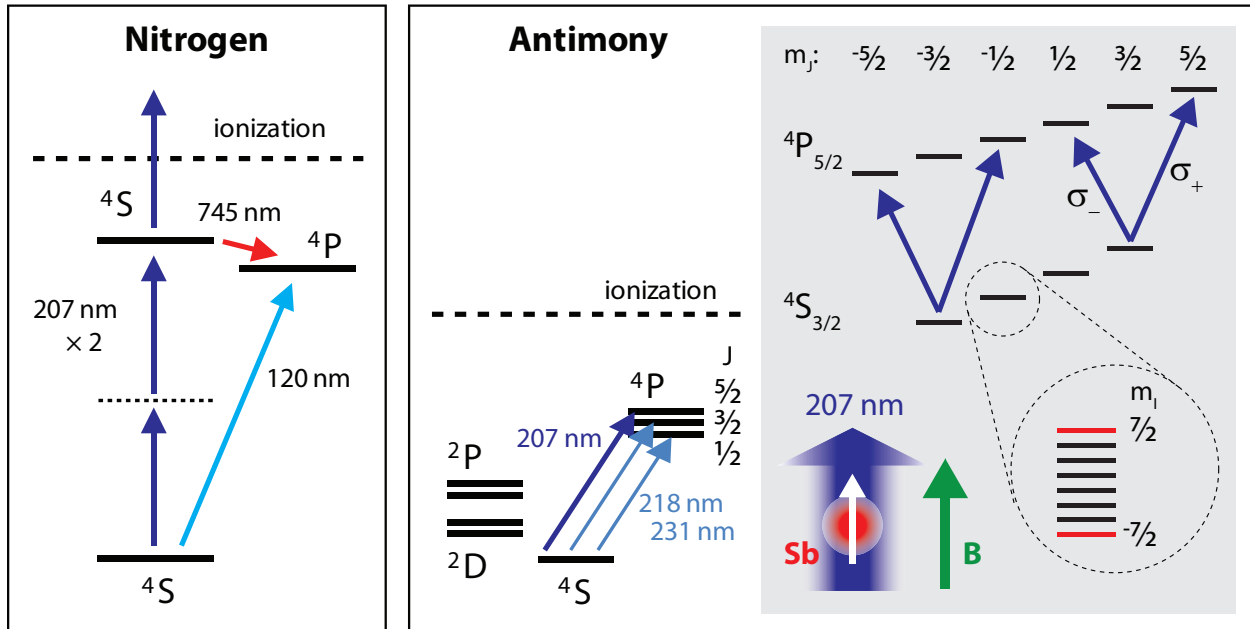 Nitrogen
ionization
⁴S
745 nm
⁴P
207 nm
× 2
120 nm
⁴S
Antimony
ionization
J
⁴P
5/2
3/2
1/2
207 nm
²P
218 nm
231 nm
²D
⁴S
m_J: -5/2 -3/2 -1/2 1/2 3/2 5/2
⁴P₅/₂
σ₋
σ₊
⁴S₃/₂
207 nm
Sb
B
m_I
7/2
-7/2